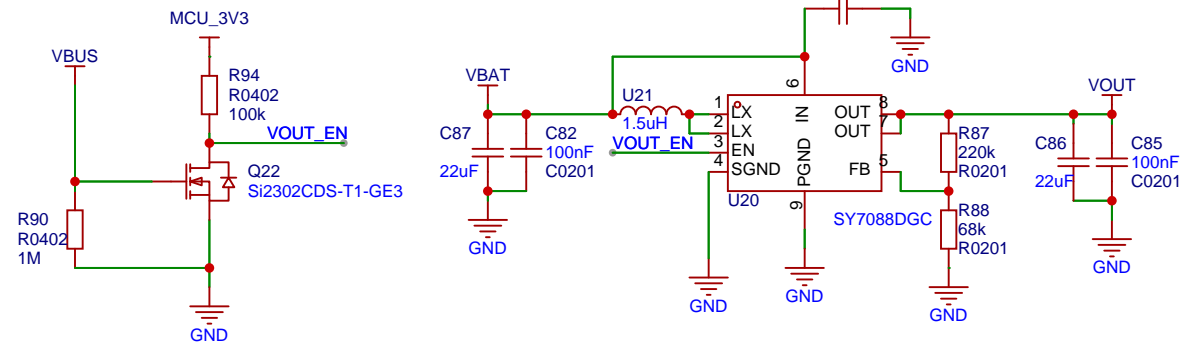 MCU_3V3
VBUS
R94
R0402
100k
VOUT_EN
Q22
Si2302CDS-T1-GE3
R90
R0402
1M
GND
VBAT
C87
22uF
C82
100nF
C0201
GND
U21
1.5uH
VOUT_EN
GND
6
1
2
3
4
LX
LX
EN
SGND
IN
PGND
OUT
OUT
FB
8
7
5
9
U20
SY7088DGC
GND
GND
R87
220k
R0201
R88
68k
R0201
GND
VOUT
C86
22uF
C85
100nF
C0201
GND